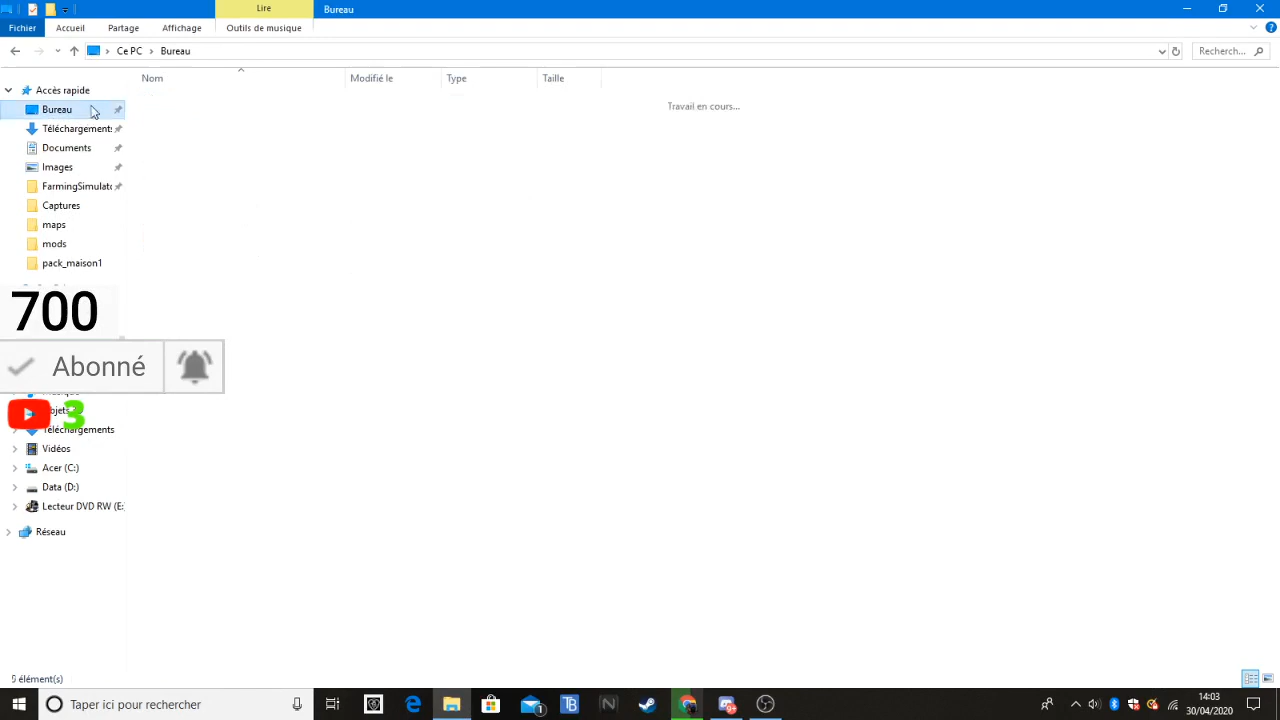 Lire
Bureau
Fichier
Accueil
Partage
Affichage
Outils de musique
Ce PC
Bureau
Recherch...
Nom
Modifié le
Type
Taille
Travail en cours...
Accès rapide
Bureau
Téléchargements
Documents
Images
FarmingSimulato
Captures
maps
mods
pack_maison1
700
Abonné
3
Téléchargements
Vidéos
Acer (C:)
Data (D:)
Lecteur DVD RW (E:
Réseau
élément(s)
Taper ici pour rechercher
14:03
30/04/2020